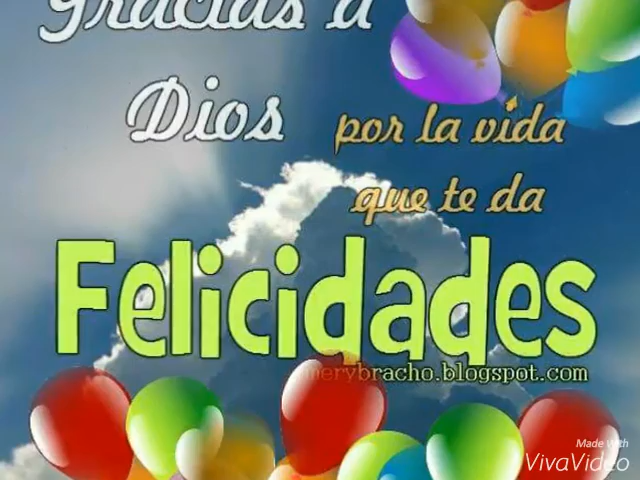 Gracias a
Dios por la vida
que te da
Felicidades
merybracho.blogspot.com
Made With
VivaVideo